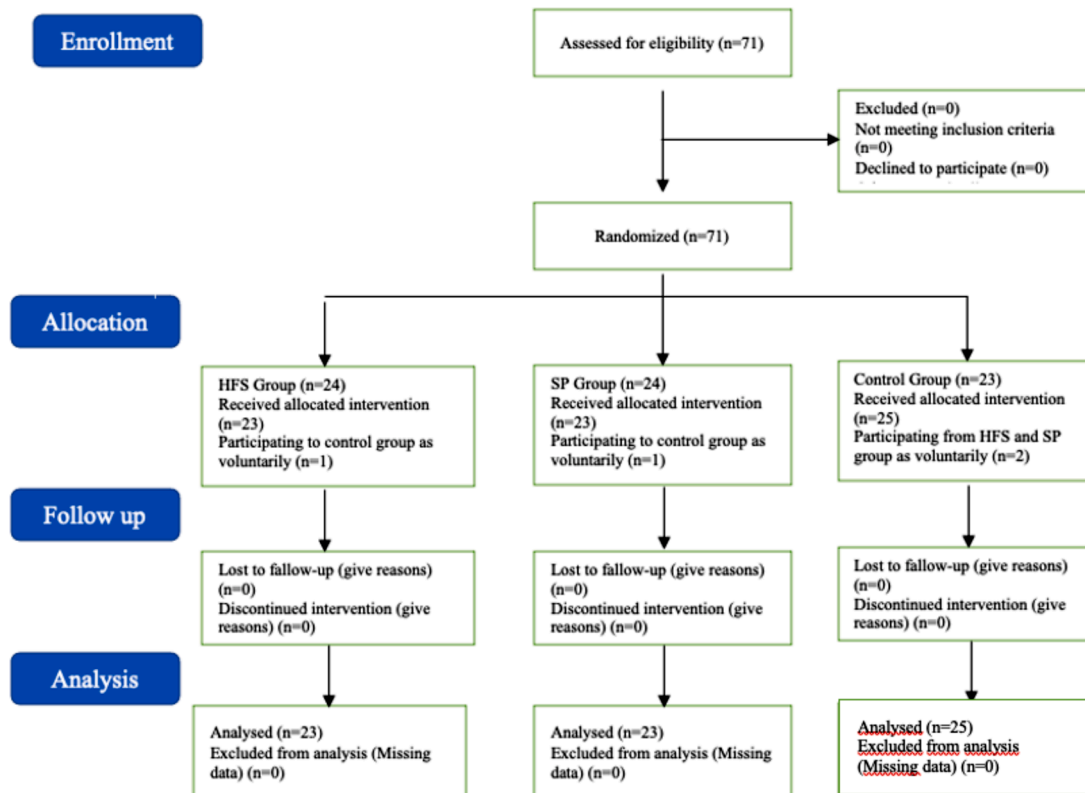 Enrollment
Assessed for eligibility (n=71)
Excluded (n=0)
Not meeting inclusion criteria
(n=0)
Declined to participate (n=0)
Randomized (n=71)
Allocation
HFS Group (n=24)
Received allocated intervention
(n=23)
Participating to control group as
voluntarily (n=1)
SP Group (n=24)
Received allocated intervention
(n=23)
Participating to control group as
voluntarily (n=1)
Control Group (n=23)
Received allocated intervention
(n=25)
Participating from HFS and SP
group as voluntarily (n=2)
Follow up
Lost to fallow-up (give reasons)
(n=0)
Discontinued intervention (give
reasons) (n=0)
Lost to fallow-up (give reasons)
(n=0)
Discontinued intervention (give
reasons) (n=0)
Lost to fallow-up (give reasons)
(n=0)
Discontinued intervention (give
reasons) (n=0)
Analysis
Analysed (n=23)
Excluded from analysis (Missing
data) (n=0)
Analysed (n=23)
Excluded from analysis (Missing
data) (n=0)
Analysed (n=25)
Excluded from analysis
(Missing data) (n=0)